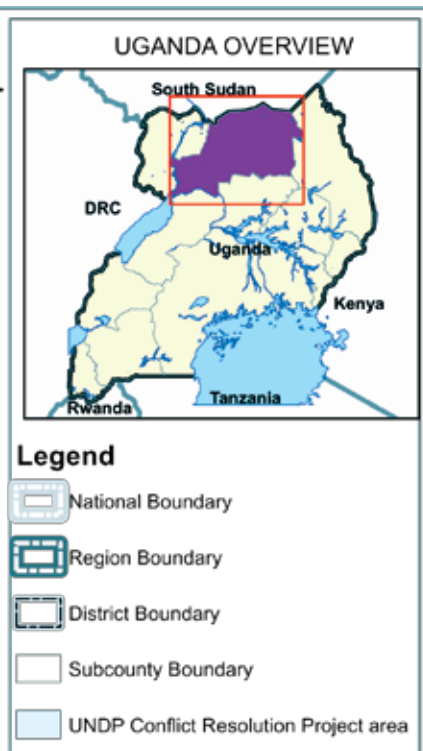 UGANDA OVERVIEW
South Sudan
DRC
Uganda
Kenya
Tanzania
Rwanda
Legend
National Boundary
Region Boundary
District Boundary
Subcounty Boundary
UNDP Conflict Resolution Project area